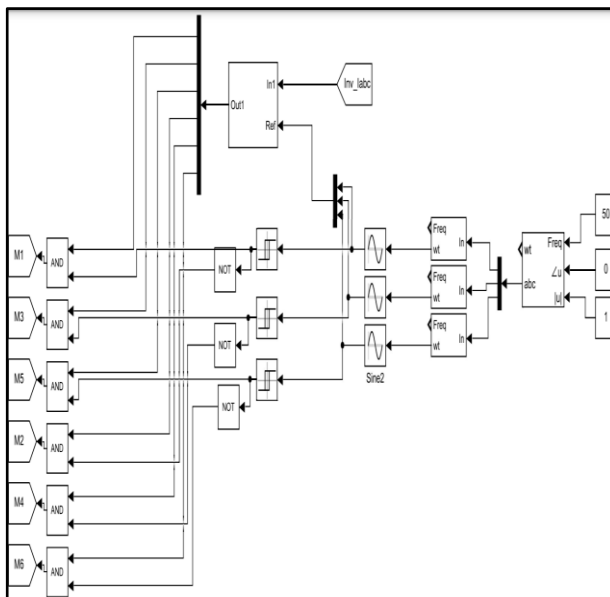 In1
Out1
Ref
Inv_Iabc
50
Freq
wt
∠u
abc
|u|
0
1
Freq
wt
In
Freq
wt
In
Freq
wt
In
Sine2
NOT
NOT
NOT
M1
AND
M3
AND
M5
AND
M2
AND
M4
AND
M6
AND